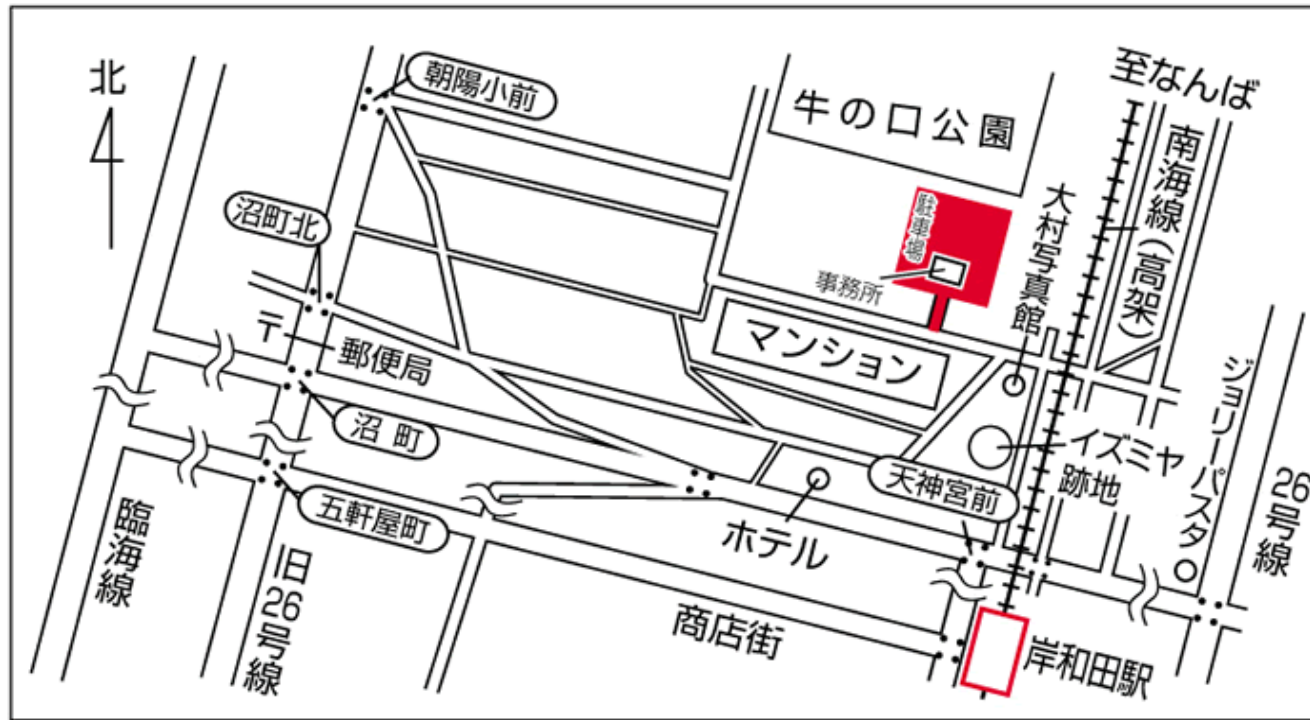 北
朝陽小前
牛の口公園
至なんば
南海線(高架)
大村写真館
駐車場
事務所
沼町北
〒
郵便局
マンション
沼町
天神宮前
イズミヤ
跡地
ジョリーパスタ
26号線
五軒屋町
ホテル
臨海線
旧26号線
商店街
岸和田駅